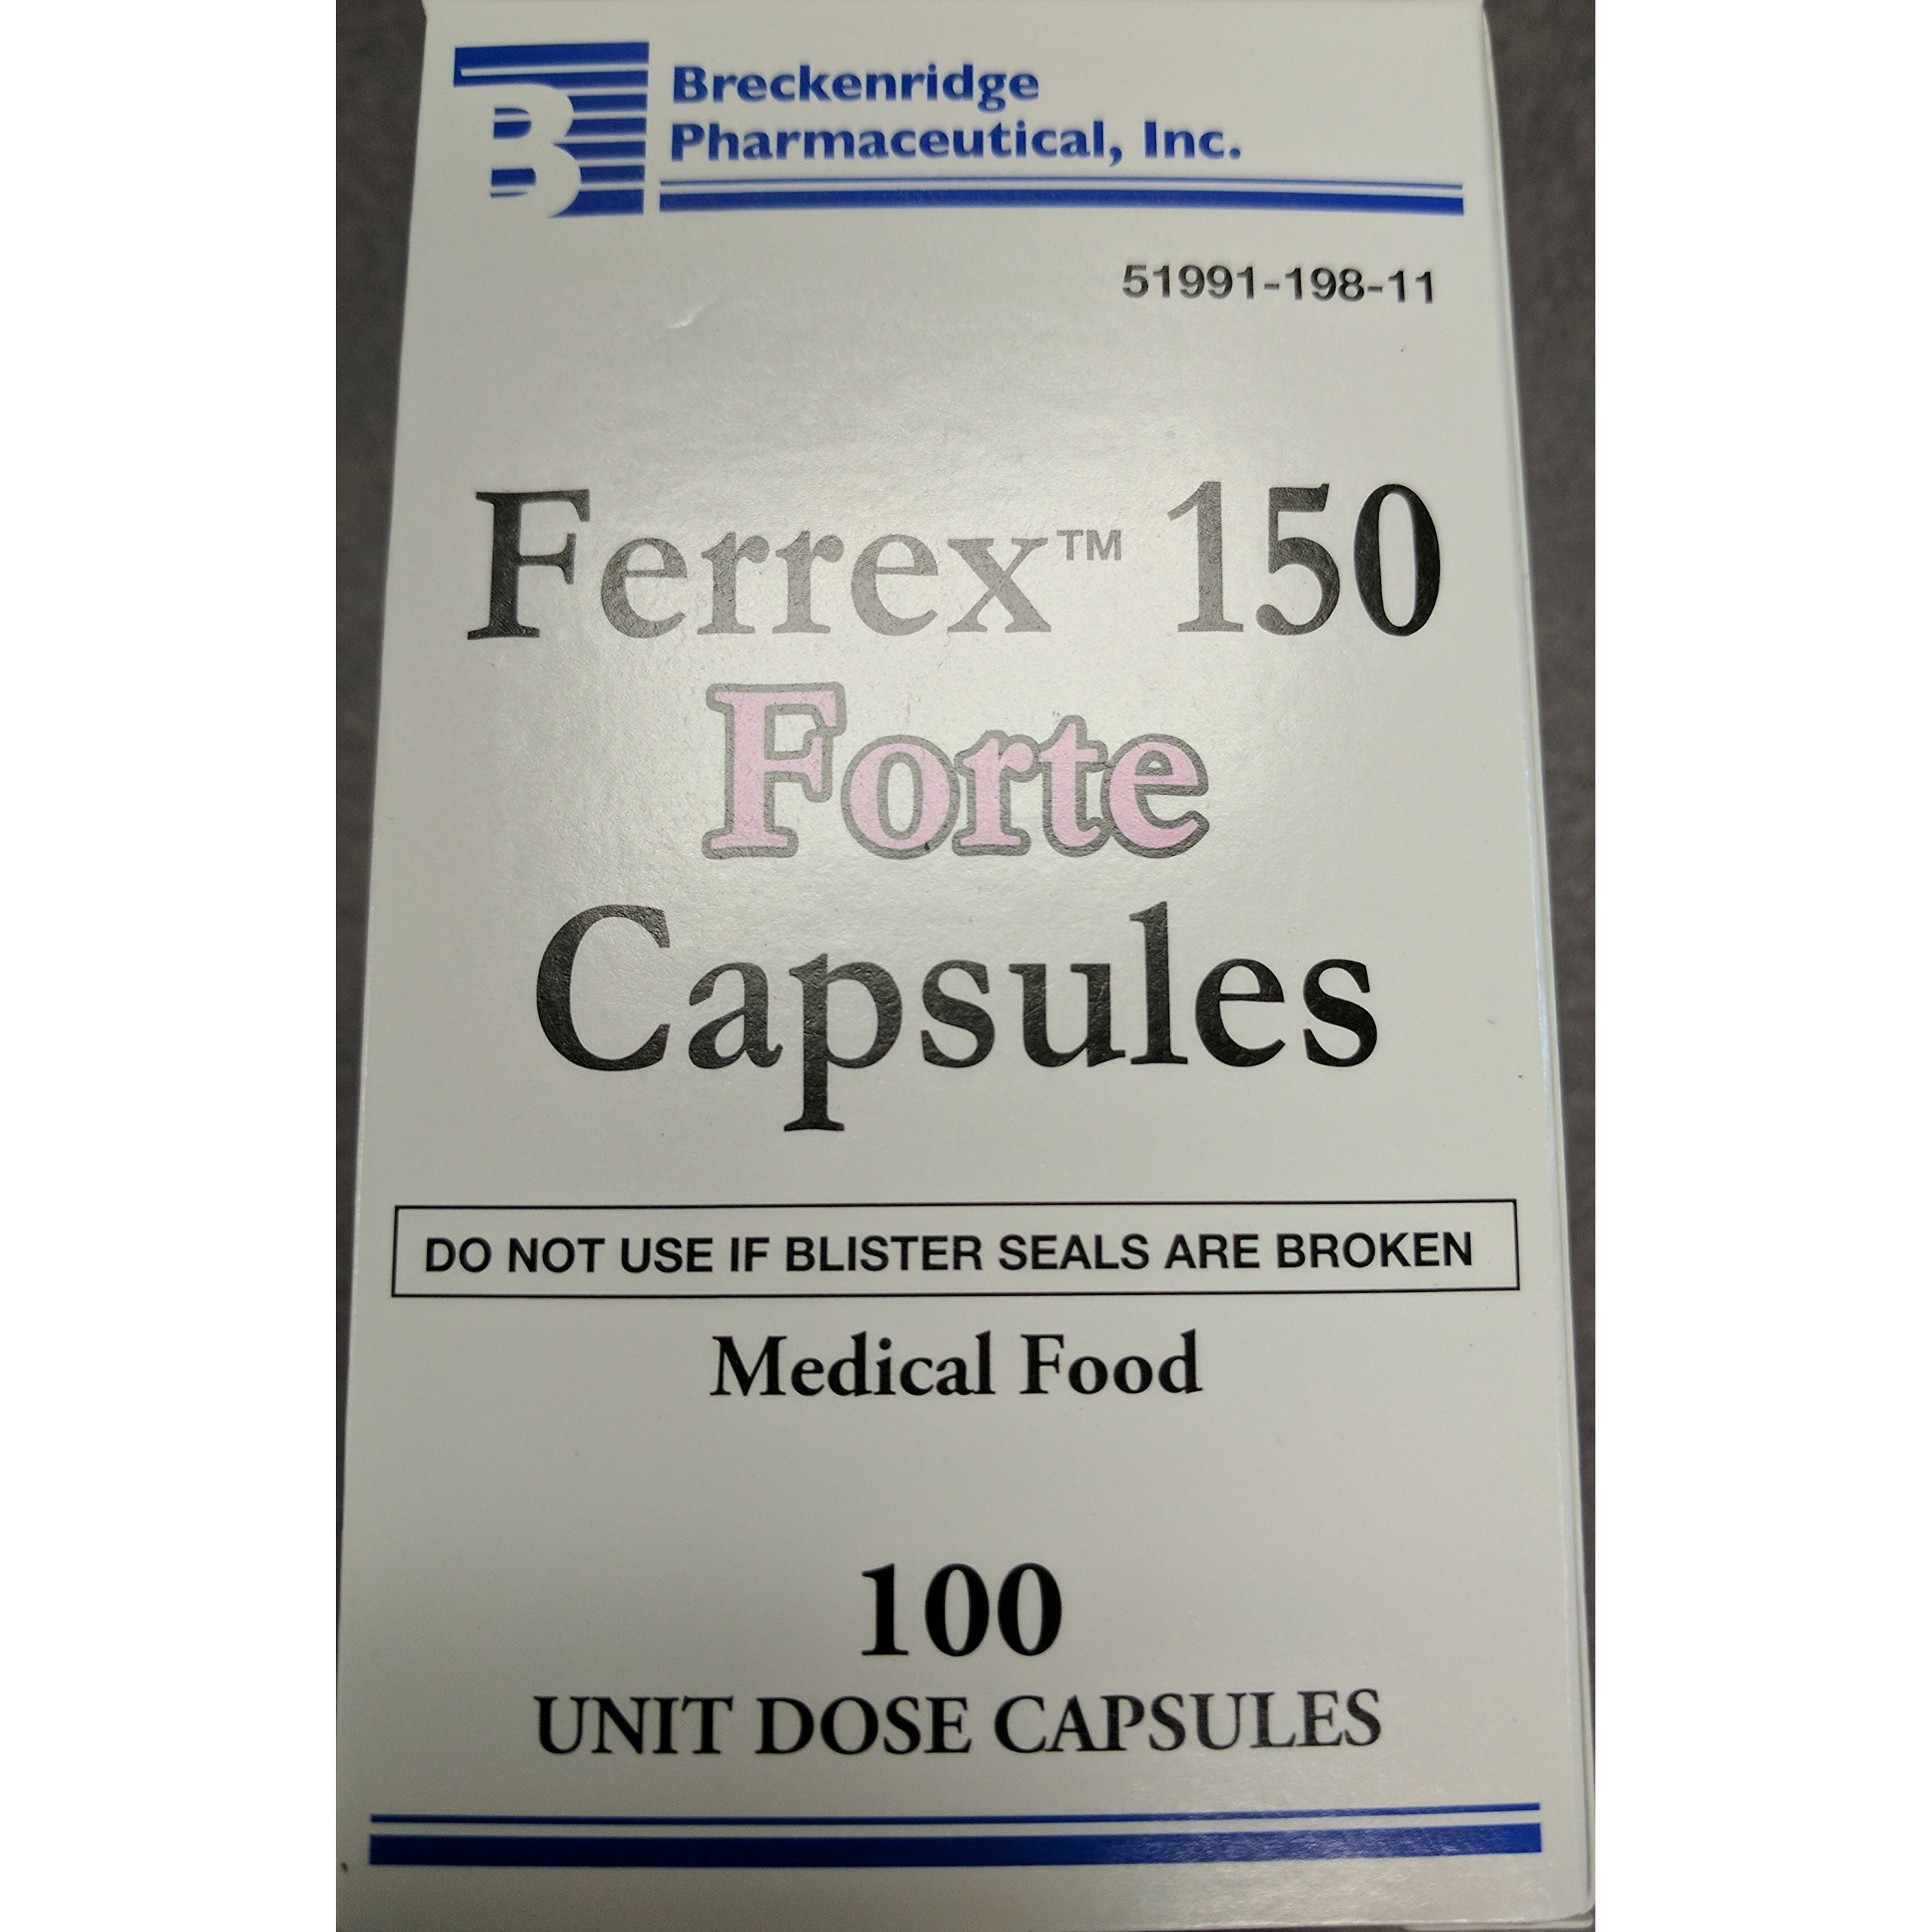 Breckenridge
Pharmaceutical, Inc.
51991-198-11
Ferrex™ 150
Forte
Capsules
DO NOT USE IF BLISTER SEALS ARE BROKEN
Medical Food
100
UNIT DOSE CAPSULES